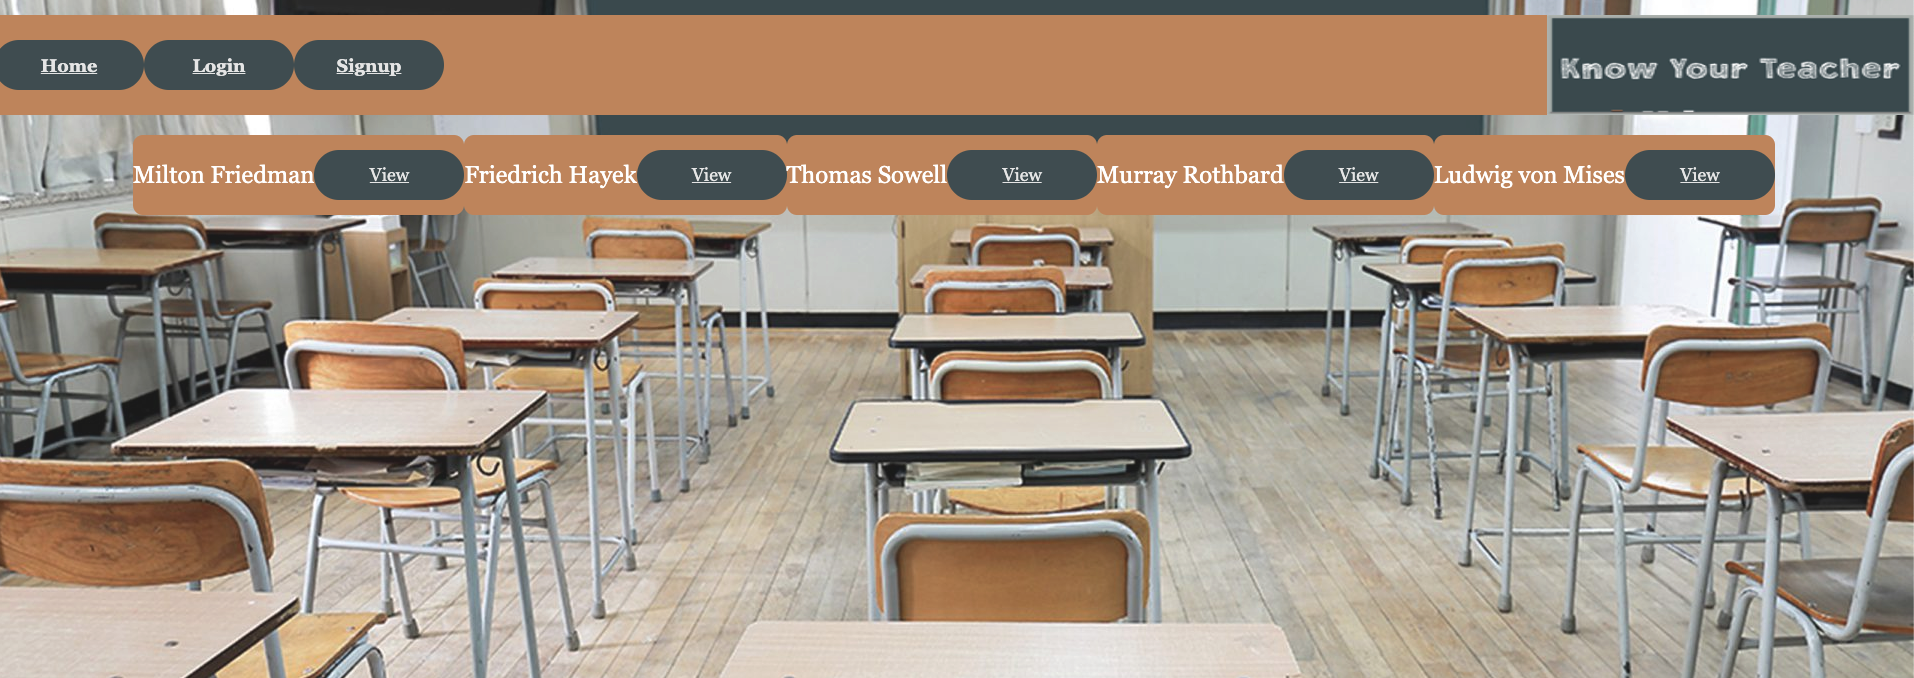 Home Login Signup
Know Your Teacher
Milton Friedman View Friedrich Hayek View Thomas Sowell View Murray Rothbard View Ludwig von Mises View